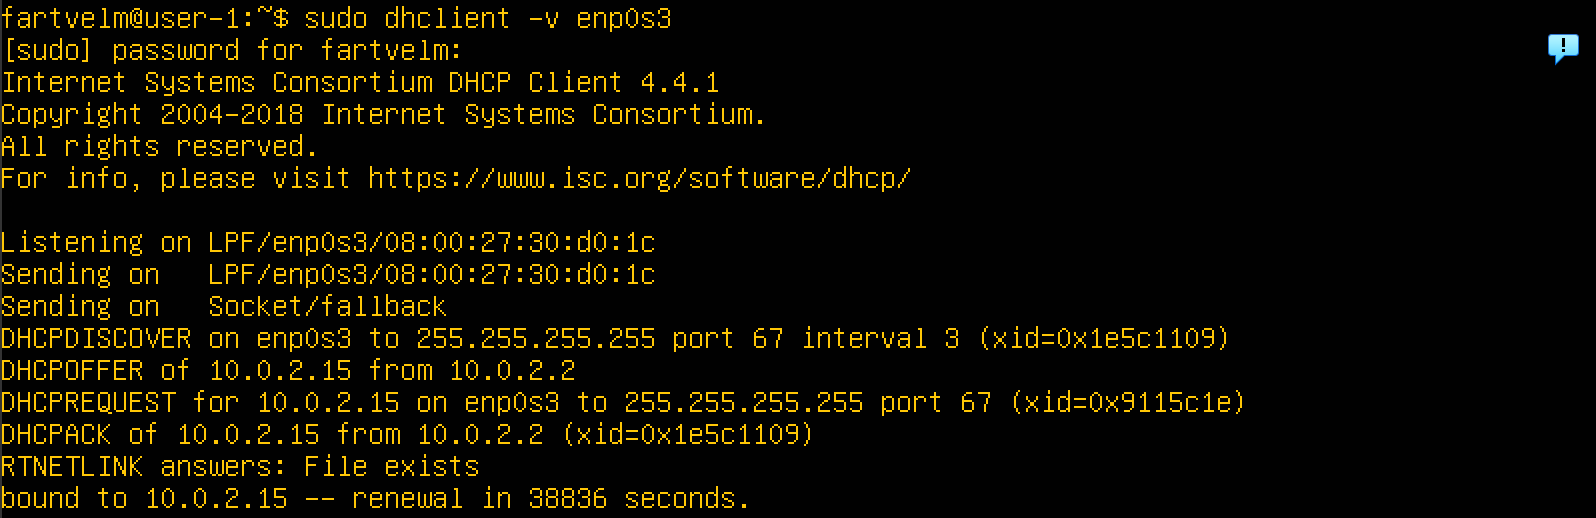 fartvelm@user-1:~$ sudo dhclient -v enp0s3
[sudo] password for fartvelm:
Internet Systems Consortium DHCP Client 4.4.1
Copyright 2004-2018 Internet Systems Consortium.
All rights reserved.
For info, please visit https://www.isc.org/software/dhcp/
Listening on LPF/enp0s3/08:00:27:30:d0:1c
Sending on   LPF/enp0s3/08:00:27:30:d0:1c
Sending on   Socket/fallback
DHCPDISCOVER on enp0s3 to 255.255.255.255 port 67 interval 3 (xid=0x1e5c1109)
DHCPOFFER of 10.0.2.15 from 10.0.2.2
DHCPREQUEST for 10.0.2.15 on enp0s3 to 255.255.255.255 port 67 (xid=0x9115c1e)
DHCPACK of 10.0.2.15 from 10.0.2.2 (xid=0x1e5c1109)
RTNETLINK answers: File exists
bound to 10.0.2.15 -- renewal in 38836 seconds.